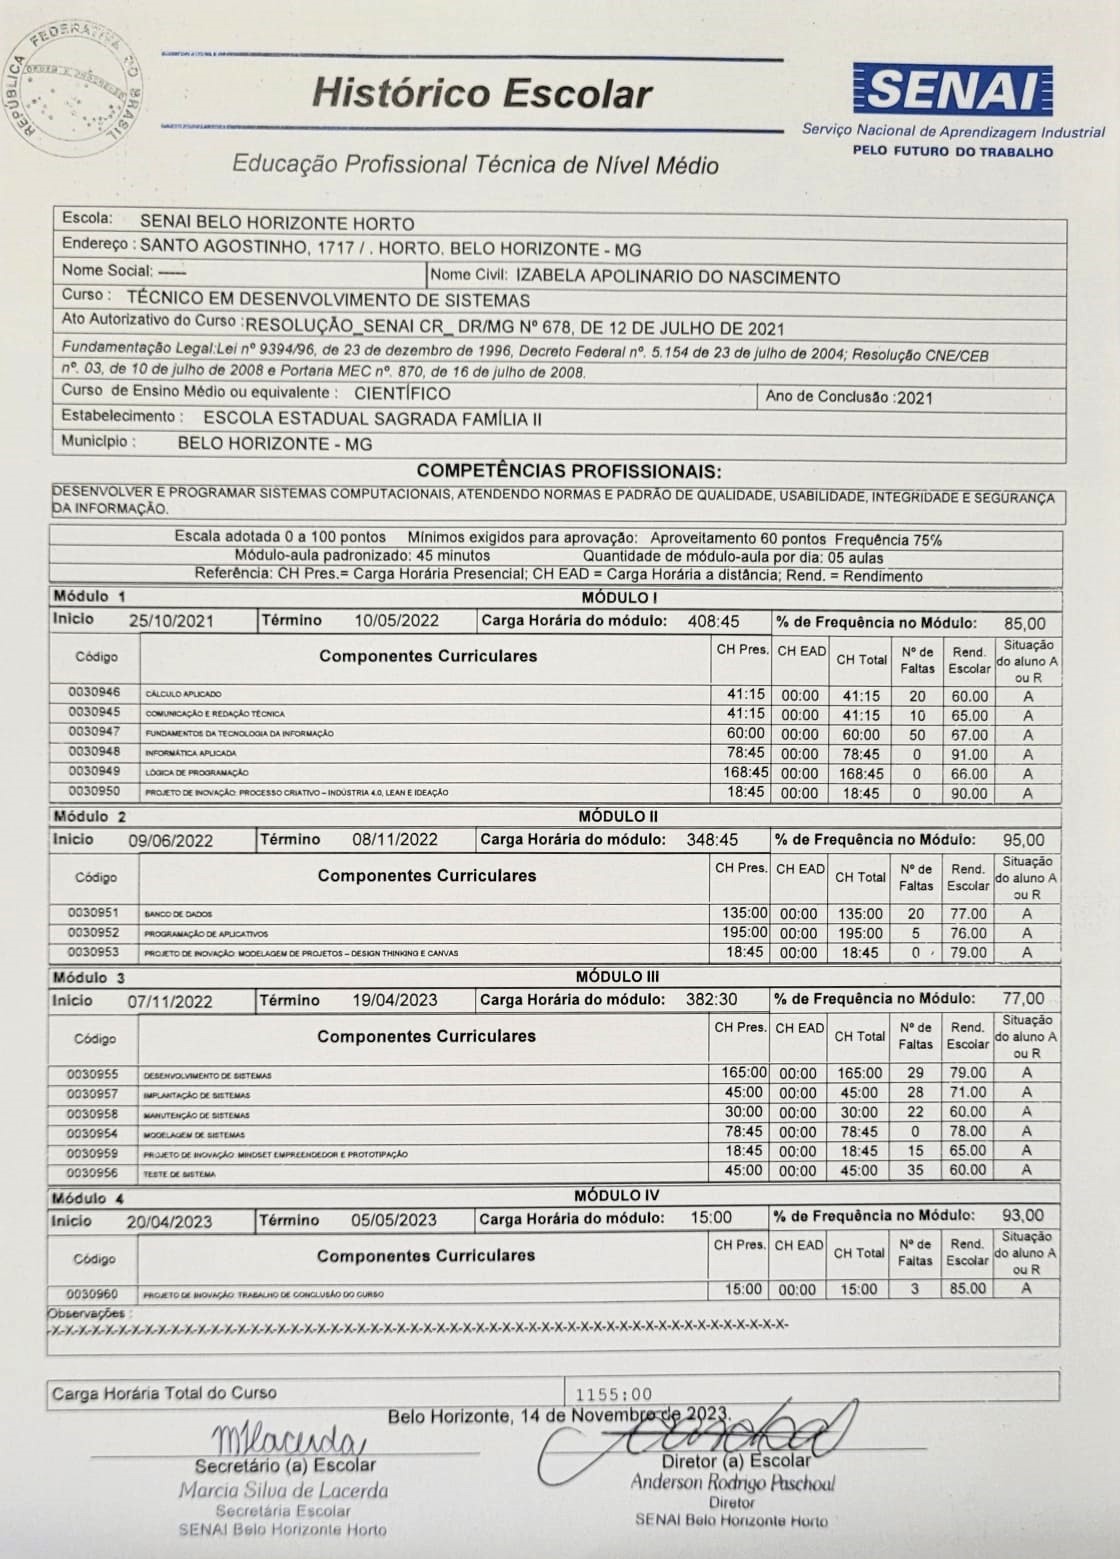 REPÚBLICA FEDERATIVA DO BRASIL
Histórico Escolar
SENAI
Serviço Nacional de Aprendizagem Industrial
PELO FUTURO DO TRABALHO
Educação Profissional Técnica de Nível Médio
Escola: SENAI BELO HORIZONTE HORTO
Endereço : SANTO AGOSTINHO, 1717 / . HORTO. BELO HORIZONTE - MG
Nome Social: ----- Nome Civil: IZABELA APOLINARIO DO NASCIMENTO
Curso : TÉCNICO EM DESENVOLVIMENTO DE SISTEMAS
Ato Autorizativo do Curso :RESOLUÇÃO_SENAI CR_ DR/MG Nº 678, DE 12 DE JULHO DE 2021
Fundamentação Legal:Lei nº 9394/96, de 23 de dezembro de 1996, Decreto Federal nº. 5.154 de 23 de julho de 2004; Resolução CNE/CEB
nº. 03, de 10 de julho de 2008 e Portaria MEC nº. 870, de 16 de julho de 2008.
Curso de Ensino Médio ou equivalente : CIENTÍFICO Ano de Conclusão :2021
Estabelecimento : ESCOLA ESTADUAL SAGRADA FAMÍLIA II
Município : BELO HORIZONTE - MG
COMPETÊNCIAS PROFISSIONAIS:
DESENVOLVER E PROGRAMAR SISTEMAS COMPUTACIONAIS, ATENDENDO NORMAS E PADRÃO DE QUALIDADE, USABILIDADE, INTEGRIDADE E SEGURANÇA
DA INFORMAÇÃO.
Escala adotada 0 a 100 pontos Mínimos exigidos para aprovação: Aproveitamento 60 pontos Frequência 75%
Módulo-aula padronizado: 45 minutos Quantidade de módulo-aula por dia: 05 aulas
Referência: CH Pres.= Carga Horária Presencial; CH EAD = Carga Horária a distância; Rend. = Rendimento
Módulo 1 MÓDULO I
Inicio 25/10/2021 Término 10/05/2022 Carga Horária do módulo: 408:45 % de Frequência no Módulo: 85,00
Código Componentes Curriculares CH Pres. CH EAD CH Total Nº de Faltas Rend. Escolar Situação do aluno A ou R
0030946 CÁLCULO APLICADO 41:15 00:00 41:15 20 60.00 A
0030945 COMUNICAÇÃO E REDAÇÃO TÉCNICA 41:15 00:00 41:15 10 65.00 A
0030947 FUNDAMENTOS DA TECNOLOGIA DA INFORMAÇÃO 60:00 00:00 60:00 50 67.00 A
0030948 INFORMÁTICA APLICADA 78:45 00:00 78:45 0 91.00 A
0030949 LÓGICA DE PROGRAMAÇÃO 168:45 00:00 168:45 0 66.00 A
0030950 PROJETO DE INOVAÇÃO: PROCESSO CRIATIVO – INDÚSTRIA 4.0, LEAN E IDEAÇÃO 18:45 00:00 18:45 0 90.00 A
Módulo 2 MÓDULO II
Inicio 09/06/2022 Término 08/11/2022 Carga Horária do módulo: 348:45 % de Frequência no Módulo: 95,00
Código Componentes Curriculares CH Pres. CH EAD CH Total Nº de Faltas Rend. Escolar Situação do aluno A ou R
0030951 BANCO DE DADOS 135:00 00:00 135:00 20 77.00 A
0030952 PROGRAMAÇÃO DE APLICATIVOS 195:00 00:00 195:00 5 76.00 A
0030953 PROJETO DE INOVAÇÃO: MODELAGEM DE PROJETOS – DESIGN THINKING E CANVAS 18:45 00:00 18:45 0 79.00 A
Módulo 3 MÓDULO III
Inicio 07/11/2022 Término 19/04/2023 Carga Horária do módulo: 382:30 % de Frequência no Módulo: 77,00
Código Componentes Curriculares CH Pres. CH EAD CH Total Nº de Faltas Rend. Escolar Situação do aluno A ou R
0030955 DESENVOLVIMENTO DE SISTEMAS 165:00 00:00 165:00 29 79.00 A
0030957 IMPLANTAÇÃO DE SISTEMAS 45:00 00:00 45:00 28 71.00 A
0030958 MANUTENÇÃO DE SISTEMAS 30:00 00:00 30:00 22 60.00 A
0030954 MODELAGEM DE SISTEMAS 78:45 00:00 78:45 0 78.00 A
0030959 PROJETO DE INOVAÇÃO: MINDSET EMPREENDEDOR E PROTOTIPAÇÃO 18:45 00:00 18:45 15 65.00 A
0030956 TESTE DE SISTEMA 45:00 00:00 45:00 35 60.00 A
Módulo 4 MÓDULO IV
Inicio 20/04/2023 Término 05/05/2023 Carga Horária do módulo: 15:00 % de Frequência no Módulo: 93,00
Código Componentes Curriculares CH Pres. CH EAD CH Total Nº de Faltas Rend. Escolar Situação do aluno A ou R
0030960 PROJETO DE INOVAÇÃO: TRABALHO DE CONCLUSÃO DO CURSO 15:00 00:00 15:00 3 85.00 A
Observações :
-X-X-X-X-X-X-X-X-X-X-X-X-X-X-X-X-X-X-X-X-X-X-X-X-X-X-X-X-X-X-X-X-X-X-X-X-X-X-X-X-X-X-X-X-X-X-X-X-X-X-X-X-X-X-X-X-
Carga Horária Total do Curso 1155:00
Belo Horizonte, 14 de Novembro de 2023.
MLacerda
Secretário (a) Escolar Diretor (a) Escolar
Marcia Silva de Lacerda Anderson Rodrigo Paschoal
Secretária Escolar Diretor
SENAI Belo Horizonte Horto SENAI Belo Horizonte Horto